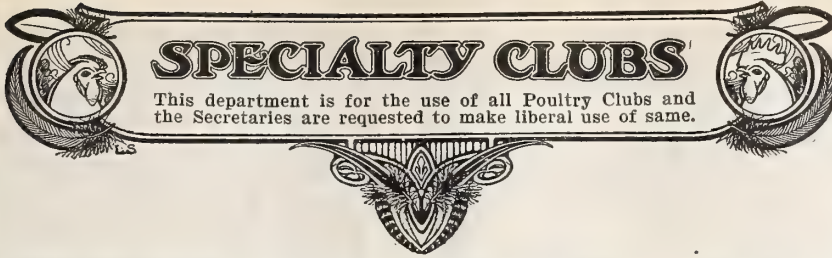 SPECIALTY CLUBS
This department is for the use of all Poultry Clubs and
the Secretaries are requested to make liberal use of same.
L.S